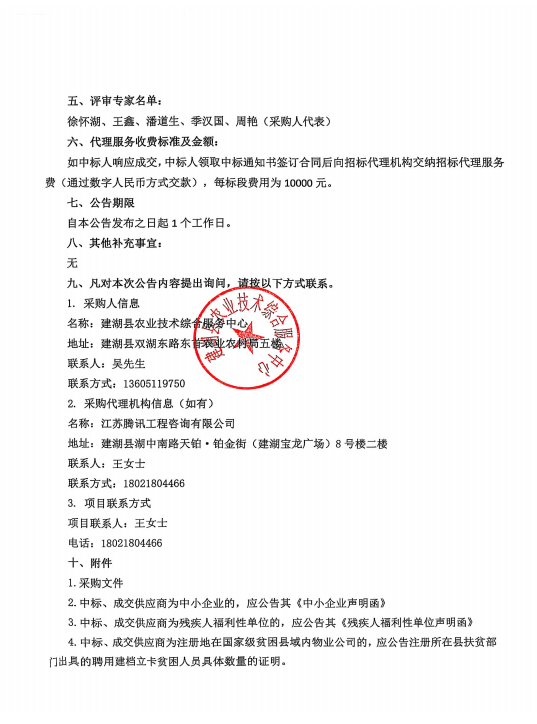 五、评审专家名单：
徐怀湖、王鑫、潘道生、季汉国、周艳（采购人代表）
六、代理服务收费标准及金额：
如中标人响应成交，中标人领取中标通知书签订合同后向招标代理机构交纳招标代理服务
费（通过数字人民币方式交款），每标段费用为 10000 元。
七、公告期限
自本公告发布之日起 1 个工作日。
八、其他补充事宜：
无
九、凡对本次公告内容提出询问，请按以下方式联系。
1. 采购人信息
名称：建湖县农业技术综合服务中心
地址：建湖县双湖东路东首农业农村局五楼
联系人：吴先生
联系方式：13605119750
2. 采购代理机构信息（如有）
名称：江苏腾讯工程咨询有限公司
地址：建湖县湖中南路天铂·铂金街（建湖宝龙广场）8 号楼二楼
联系人：王女士
联系方式：18021804466
3. 项目联系方式
项目联系人：王女士
电话：18021804466
十、附件
1.采购文件
2.中标、成交供应商为中小企业的，应公告其《中小企业声明函》
3.中标、成交供应商为残疾人福利性单位的，应公告其《残疾人福利性单位声明函》
4.中标、成交供应商为注册地在国家级贫困县域内物业公司的，应公告注册所在县扶贫部
门出具的聘用建档立卡贫困人员具体数量的证明。
建湖县农业技术综合服务中心